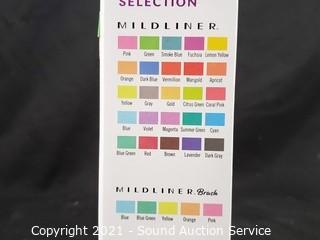 SELECTION
MILDLINER.
Pink Green Smoke Blue Fuchsia Lemon Yellow
Orange Dark Blue Vermilion Marigold Apricot
Yellow Gray Gold Citrus Green Coral Pink
Blue Violet Magenta Summer Green Cyan
Blue Green Red Brown Lavender Dark Gray
MILDLINER. Brush
Blue Blue Green Yellow Orange Pink
Copyright 2021 - Sound Auction Service